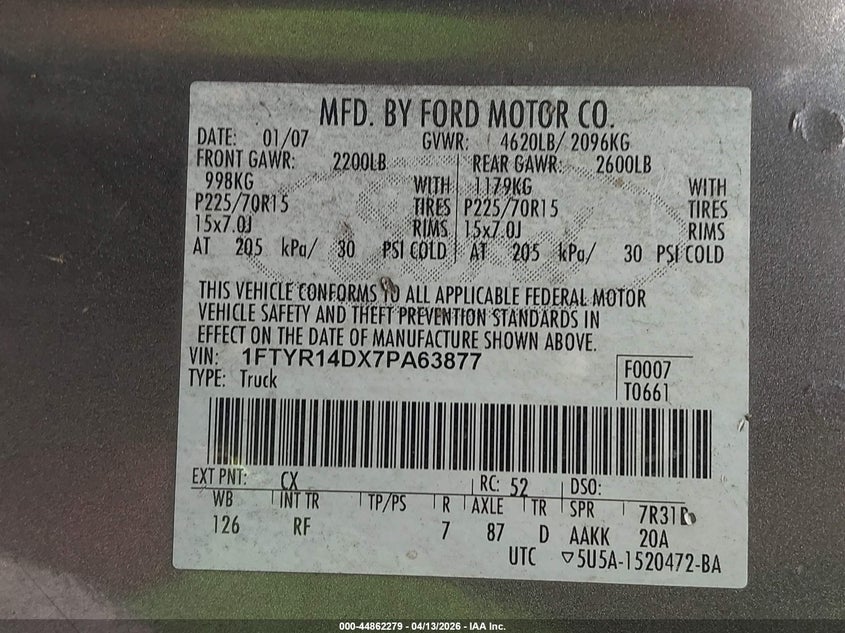 MFD. BY FORD MOTOR CO.
DATE: 01/07 GVWR: 4620LB/ 2096KG
FRONT GAWR: 2200LB REAR GAWR: 2600LB
998KG WITH 1179KG WITH
P225/70R15 TIRES P225/70R15 TIRES
15x7.0J RIMS 15x7.0J RIMS
AT 205 kPa/ 30 PSI COLD AT 205 kPa/ 30 PSI COLD
THIS VEHICLE CONFORMS TO ALL APPLICABLE FEDERAL MOTOR
VEHICLE SAFETY AND THEFT PREVENTION STANDARDS IN
EFFECT ON THE DATE OF MANUFACTURE SHOWN ABOVE.
VIN: 1FTYR14DX7PA63877
F0007
TYPE: Truck
T0661
EXT PNT: CX RC: 52 DSO:
WB INT TR TP/PS R AXLE TR SPR 7R31
126 RF 7 87 D AAKK 20A
UTC ▽5U5A-1520472-BA
000-44862279 - 04/13/2026 - IAA Inc.